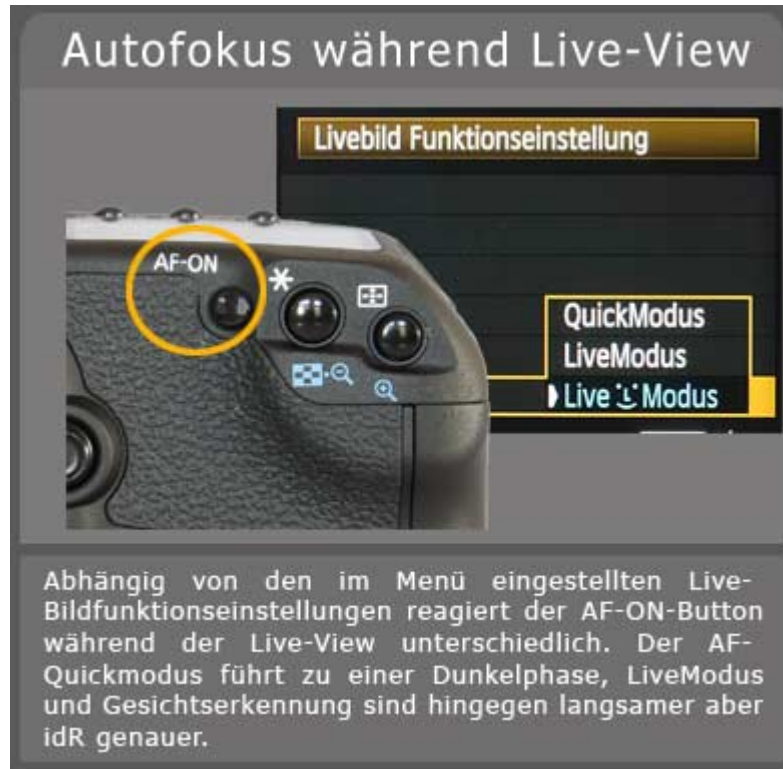 Autofokus während Live-View
Livebild Funktionseinstellung
AF-ON
QuickModus
LiveModus
Live Modus
Abhängig von den im Menü eingestellten Live-
Bildfunktionseinstellungen reagiert der AF-ON-Button
während der Live-View unterschiedlich. Der AF-
Quickmodus führt zu einer Dunkelphase, LiveModus
und Gesichtserkennung sind hingegen langsamer aber
idR genauer.